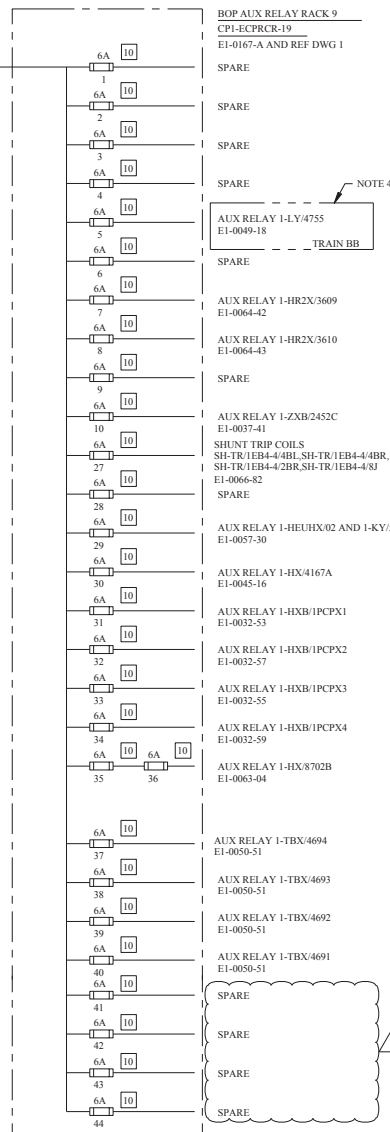 BOP AUX RELAY RACK 9
CP1-ECPRCR-19
E1-0167-A AND REF DWG 1
6A 10
1
SPARE
6A 10
2
SPARE
6A 10
3
SPARE
6A 10
4
SPARE
NOTE 4
6A 10
5
AUX RELAY 1-LY/4755
E1-0049-18
TRAIN BB
6A 10
6
SPARE
6A 10
7
AUX RELAY 1-HR2X/3609
E1-0064-42
6A 10
8
AUX RELAY 1-HR2X/3610
E1-0064-43
6A 10
9
SPARE
6A 10
10
AUX RELAY 1-ZXB/2452C
E1-0037-41
6A 10
27
SHUNT TRIP COILS
SH-TR/1EB4-4/4BL,SH-TR/1EB4-4/4BR,
SH-TR/1EB4-4/2BR,SH-TR/1EB4-4/8J
E1-0066-82
6A 10
28
SPARE
6A 10
29
AUX RELAY 1-HEUHX/02 AND 1-KY/
E1-0057-30
6A 10
30
AUX RELAY 1-HX/4167A
E1-0045-16
6A 10
31
AUX RELAY 1-HXB/1PCPX1
E1-0032-53
6A 10
32
AUX RELAY 1-HXB/1PCPX2
E1-0032-57
6A 10
33
AUX RELAY 1-HXB/1PCPX3
E1-0032-55
6A 10
34
AUX RELAY 1-HXB/1PCPX4
E1-0032-59
6A 10 6A 10
35 36
AUX RELAY 1-HX/8702B
E1-0063-04
6A 10
37
AUX RELAY 1-TBX/4694
E1-0050-51
6A 10
38
AUX RELAY 1-TBX/4693
E1-0050-51
6A 10
39
AUX RELAY 1-TBX/4692
E1-0050-51
6A 10
40
AUX RELAY 1-TBX/4691
E1-0050-51
6A 10
41
SPARE
6A 10
42
SPARE
6A 10
43
SPARE
6A 10
44
SPARE